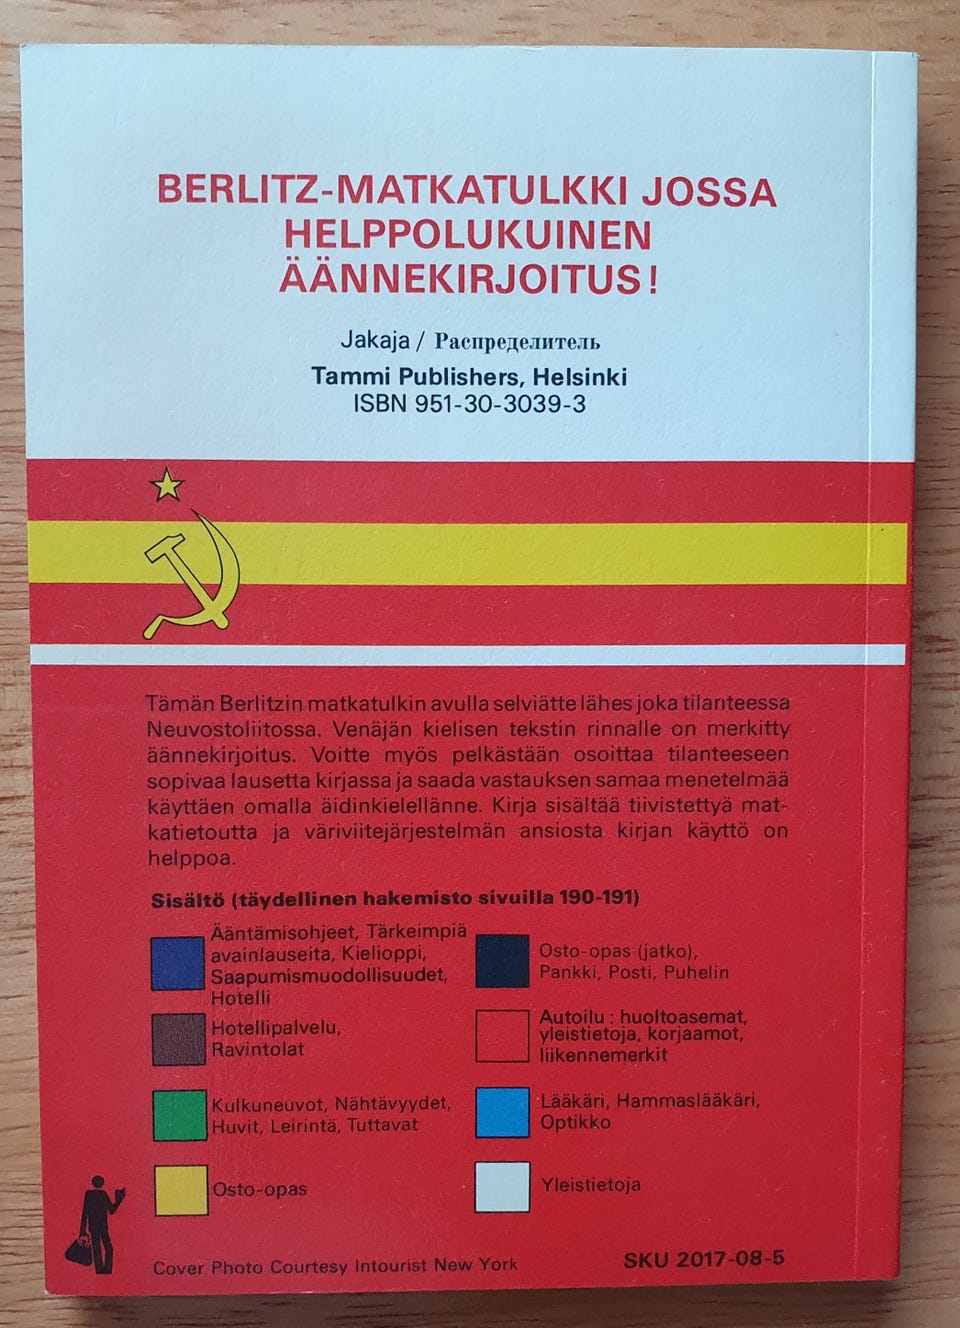 BERLITZ-MATKATULKKI JOSSA
HELPPOLUKUINEN
ÄÄNNEKIRJOITUS!
Jakaja / Распределитель
Tammi Publishers, Helsinki
ISBN 951-30-3039-3
Tämän Berlitzin matkatulkin avulla selviätte lähes joka tilanteessa
Neuvostoliitossa. Venäjän kielisen tekstin rinnalle on merkitty
äännekirjoitus. Voitte myös pelkästään osoittaa tilanteeseen
sopivaa lausetta kirjassa ja saada vastauksen samaa menetelmää
käyttäen omalla äidinkielellänne. Kirja sisältää tiivistettyä mat-
katietoutta ja väriviitejärjestelmän ansiosta kirjan käyttö on
helppoa.
Sisältö (täydellinen hakemisto sivuilla 190-191)
Ääntämisohjeet, Tärkeimpiä
avainlauseita, Kielioppi,
Saapumismuodollisuudet,
Hotelli
Hotellipalvelu,
Ravintolat
Kulkuneuvot, Nähtävyydet,
Huvit, Leirintä, Tuttavat
Osto-opas
Osto-opas (jatko),
Pankki, Posti, Puhelin
Autoilu : huoltoasemat,
yleistietoja, korjaamot,
liikennemerkit
Lääkäri, Hammaslääkäri,
Optikko
Yleistietoja
Cover Photo Courtesy Intourist New York
SKU 2017-08-5